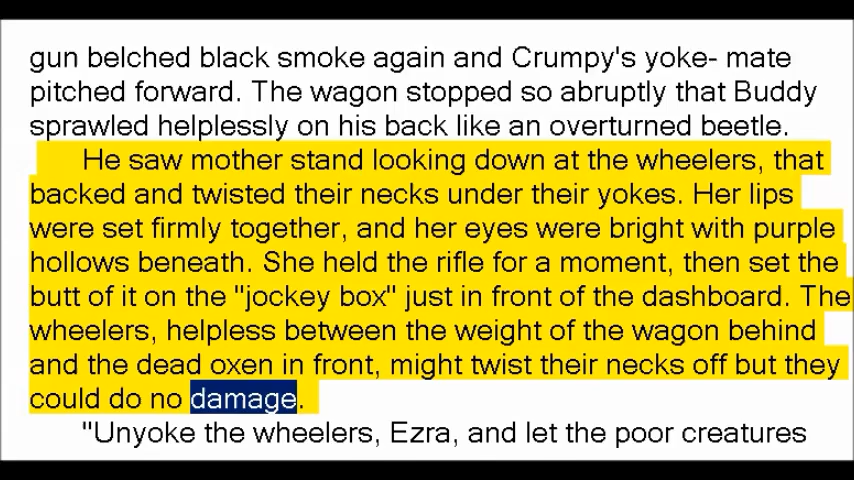 gun belched black smoke again and Crumpy's yoke- mate
pitched forward. The wagon stopped so abruptly that Buddy
sprawled helplessly on his back like an overturned beetle.
He saw mother stand looking down at the wheelers, that
backed and twisted their necks under their yokes. Her lips
were set firmly together, and her eyes were bright with purple
hollows beneath. She held the rifle for a moment, then set the
butt of it on the "jockey box" just in front of the dashboard. The
wheelers, helpless between the weight of the wagon behind
and the dead oxen in front, might twist their necks off but they
could do no damage.
"Unyoke the wheelers, Ezra, and let the poor creatures